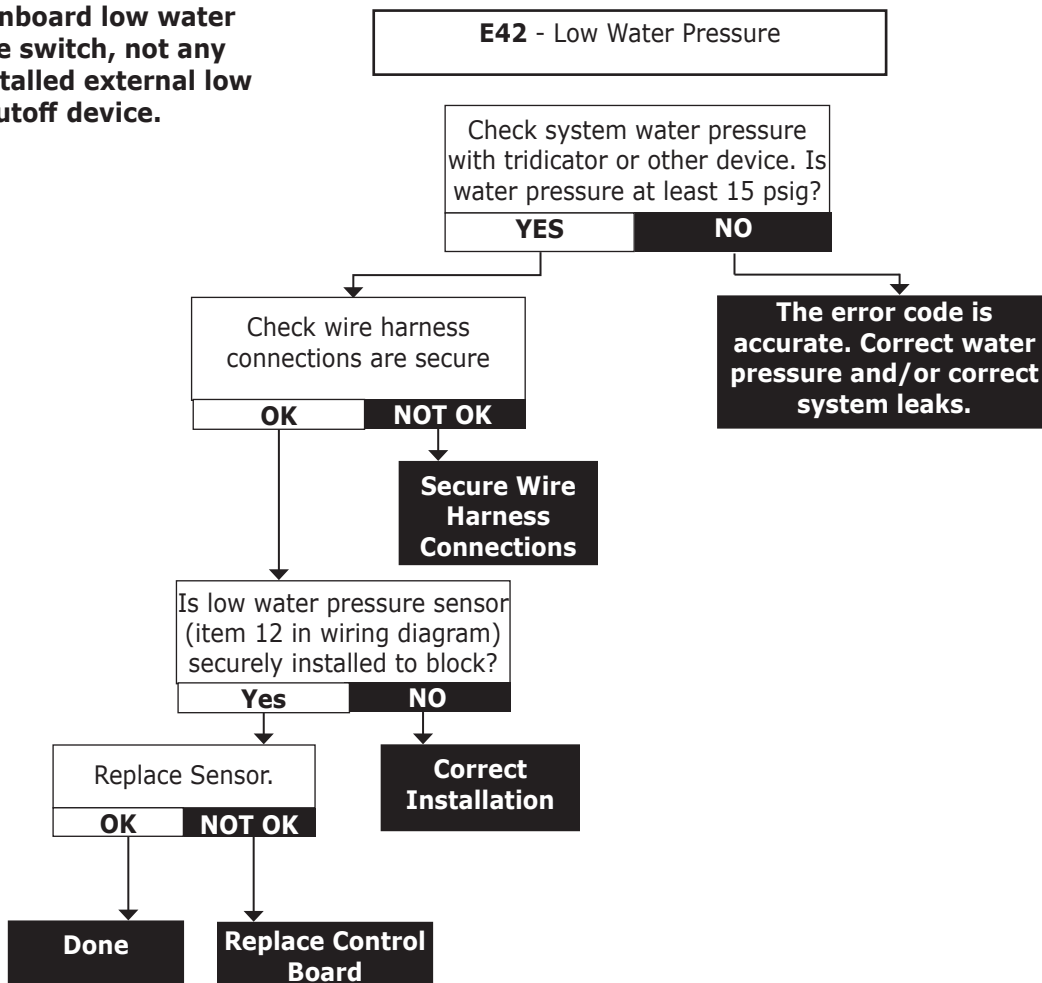 nboard low water
e switch, not any
talled external low
utoff device.
E42 - Low Water Pressure
Check system water pressure
with tridicator or other device. Is
water pressure at least 15 psig?
YES
NO
Check wire harness
connections are secure
The error code is
accurate. Correct water
pressure and/or correct
system leaks.
OK
NOT OK
Secure Wire
Harness
Connections
Is low water pressure sensor
(item 12 in wiring diagram)
securely installed to block?
Yes
NO
Replace Sensor.
Correct
Installation
OK
NOT OK
Done
Replace Control
Board